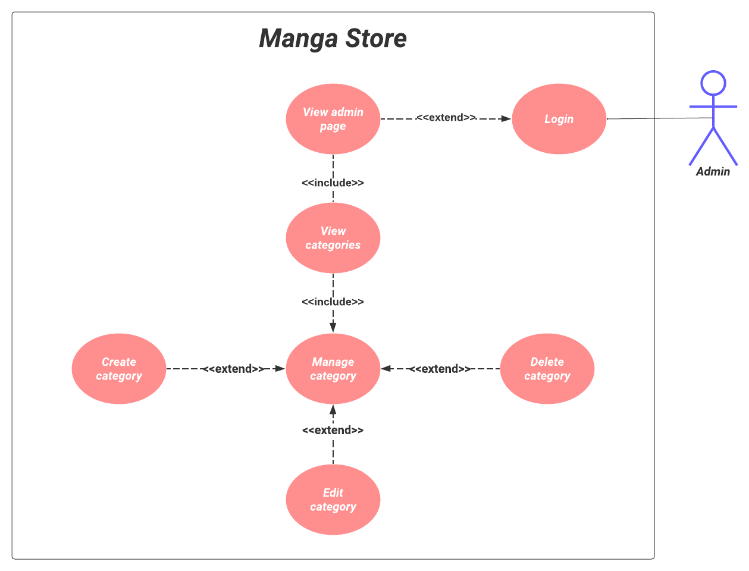 Manga Store
View admin
page
<<extend>>
Login
Admin
<<include>>
View
categories
<<include>>
Create
category
<<extend>>
Manage
category
<<extend>>
Delete
category
<<extend>>
Edit
category